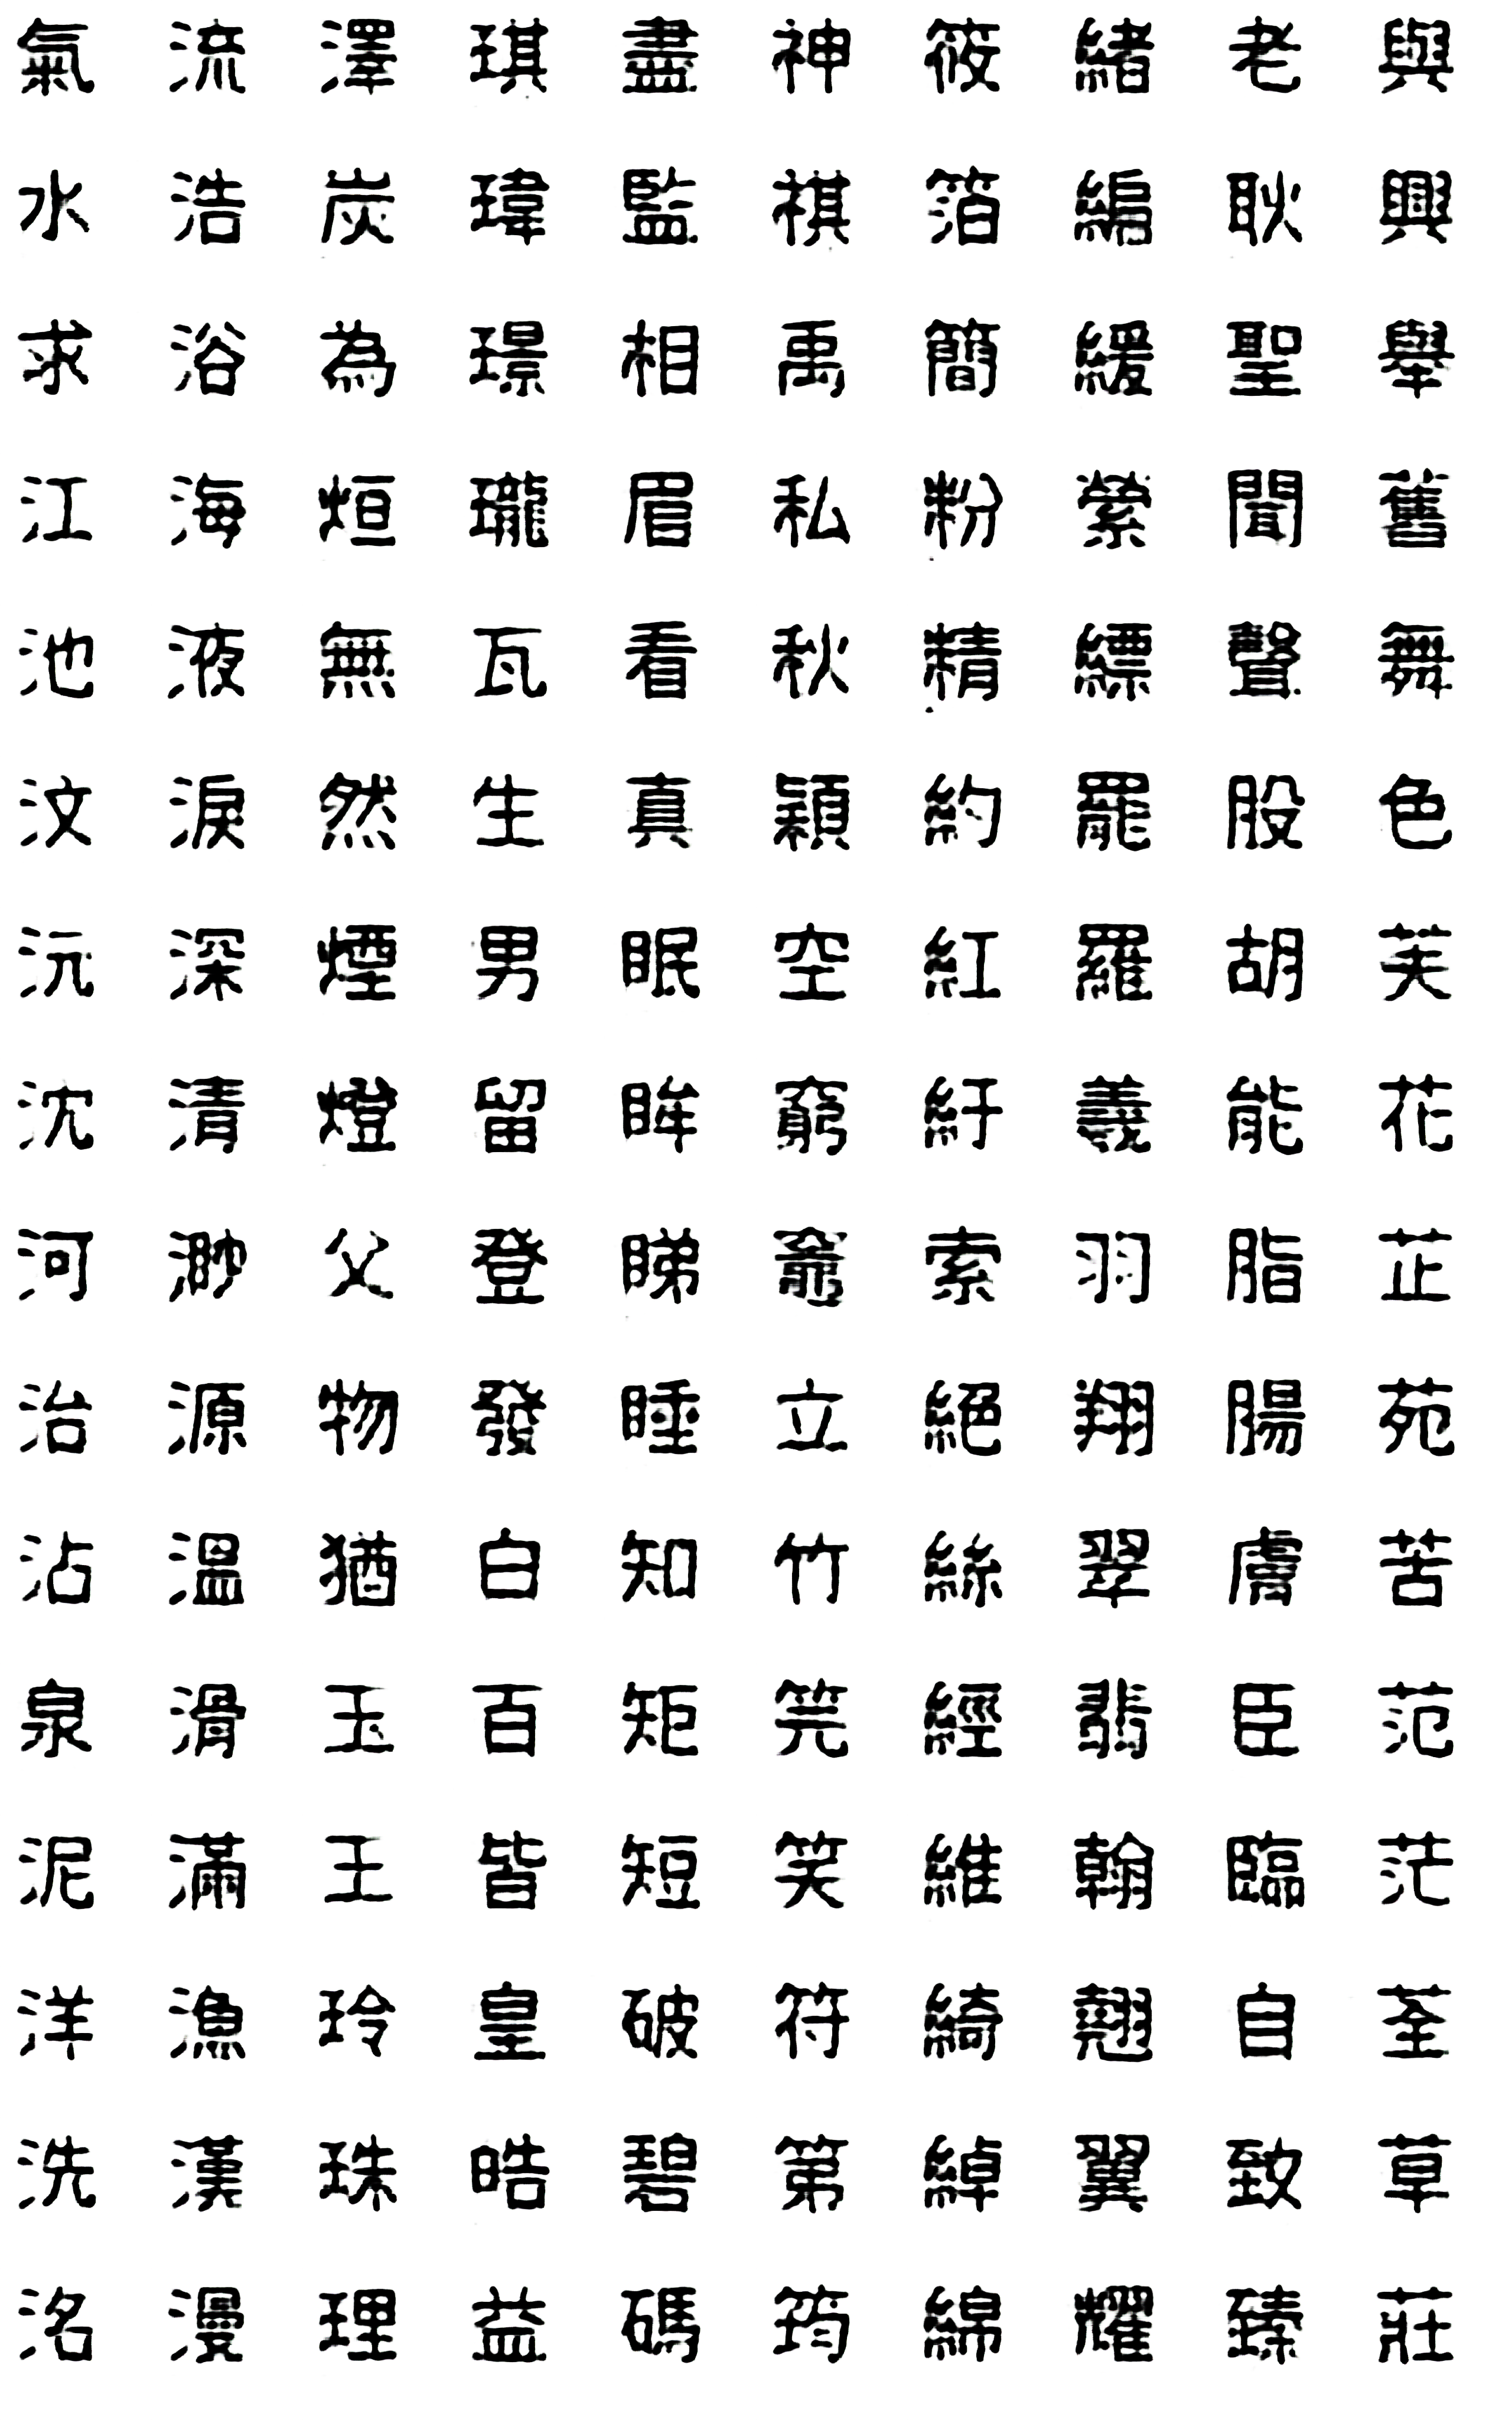 氣流澤琪盡神筱緒老與
水浩炭瑋監祺箔編耿興
求浴為璟相禹簡緩聖舉
江海烜瓏眉私粉縈聞舊
池液無瓦看秋精縹聲舞
汶淚然生真穎約罷股色
沅深煙男眠空紅羅胡芙
沈清燈留眸窮紆羲能花
河渺父登睇竈索羽脂芷
治源物發睡立絕翔腸苑
沾溫猶白知竹絲翠膚苦
泉滑玉百矩筦經翡臣范
泥滿王皆短笑維翰臨茫
洋漁玲皇破符綺翹自荃
洗漢珠皓碧第綽翼致草
洺漫理益碼筠綿耀臻莊